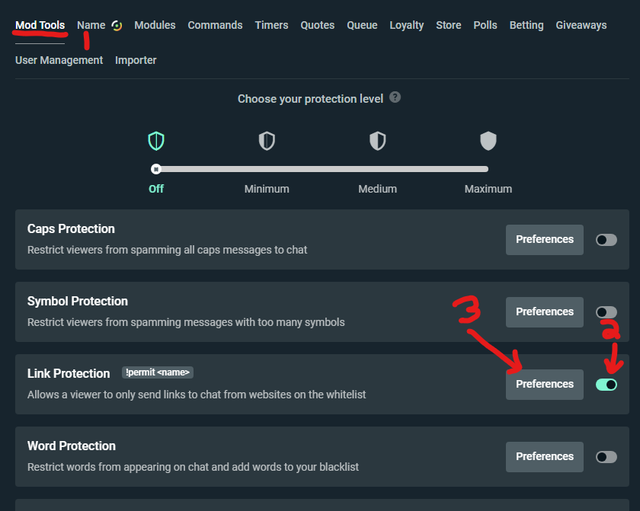 Mod Tools Name Modules Commands Timers Quotes Queue Loyalty Store Polls Betting Giveaways
1
User Management Importer
Choose your protection level ?
Off Minimum Medium Maximum
Caps Protection
Restrict viewers from spamming all caps messages to chat
Preferences
Symbol Protection
Restrict viewers from spamming messages with too many symbols
Preferences
3
2
Link Protection !permit <name>
Allows a viewer to only send links to chat from websites on the whitelist
Preferences
Word Protection
Restrict words from appearing on chat and add words to your blacklist
Preferences